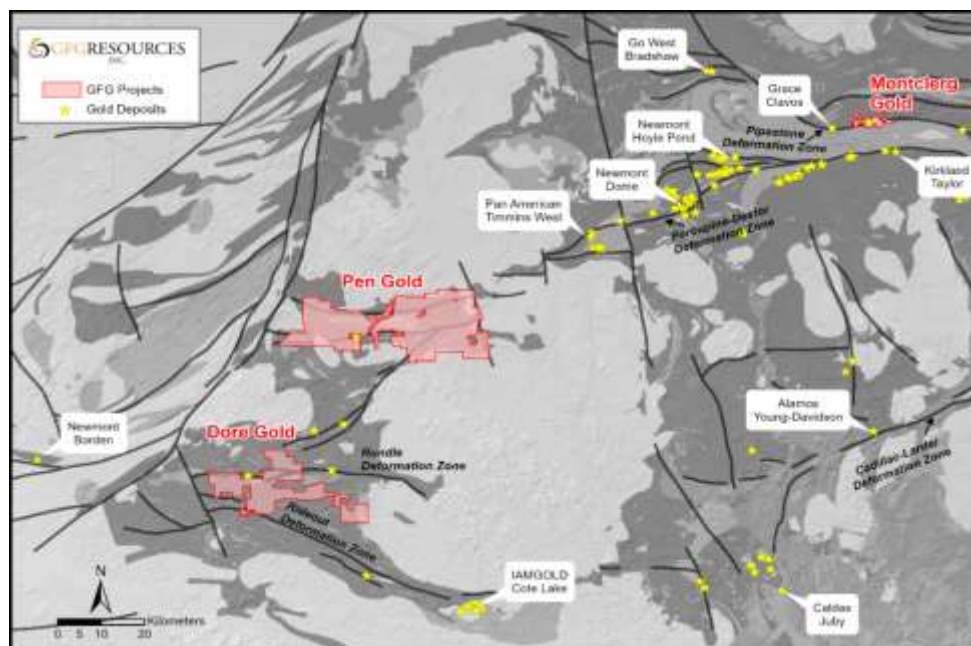 GFGRESOURCES
INC.
GFG Projects
Gold Deposits
Go West
Bradshaw
Grace
Clavos
Montclerg
Gold
Pipestone
Deformation Zone
Newmont
Hoyle Pond
Newmont
Dome
Kirkland
Taylor
Pan American
Timmins West
Porcupine-Destor
Deformation Zone
Pen Gold
Alamos
Young-Davidson
Newmont
Borden
Dore Gold
Rundle
Deformation Zone
Cadillac-Larder
Deformation Zone
Rideout
Deformation Zone
IAMGOLD
Cote Lake
Caldas
Juby
N
Kilometers
0 5 10 20